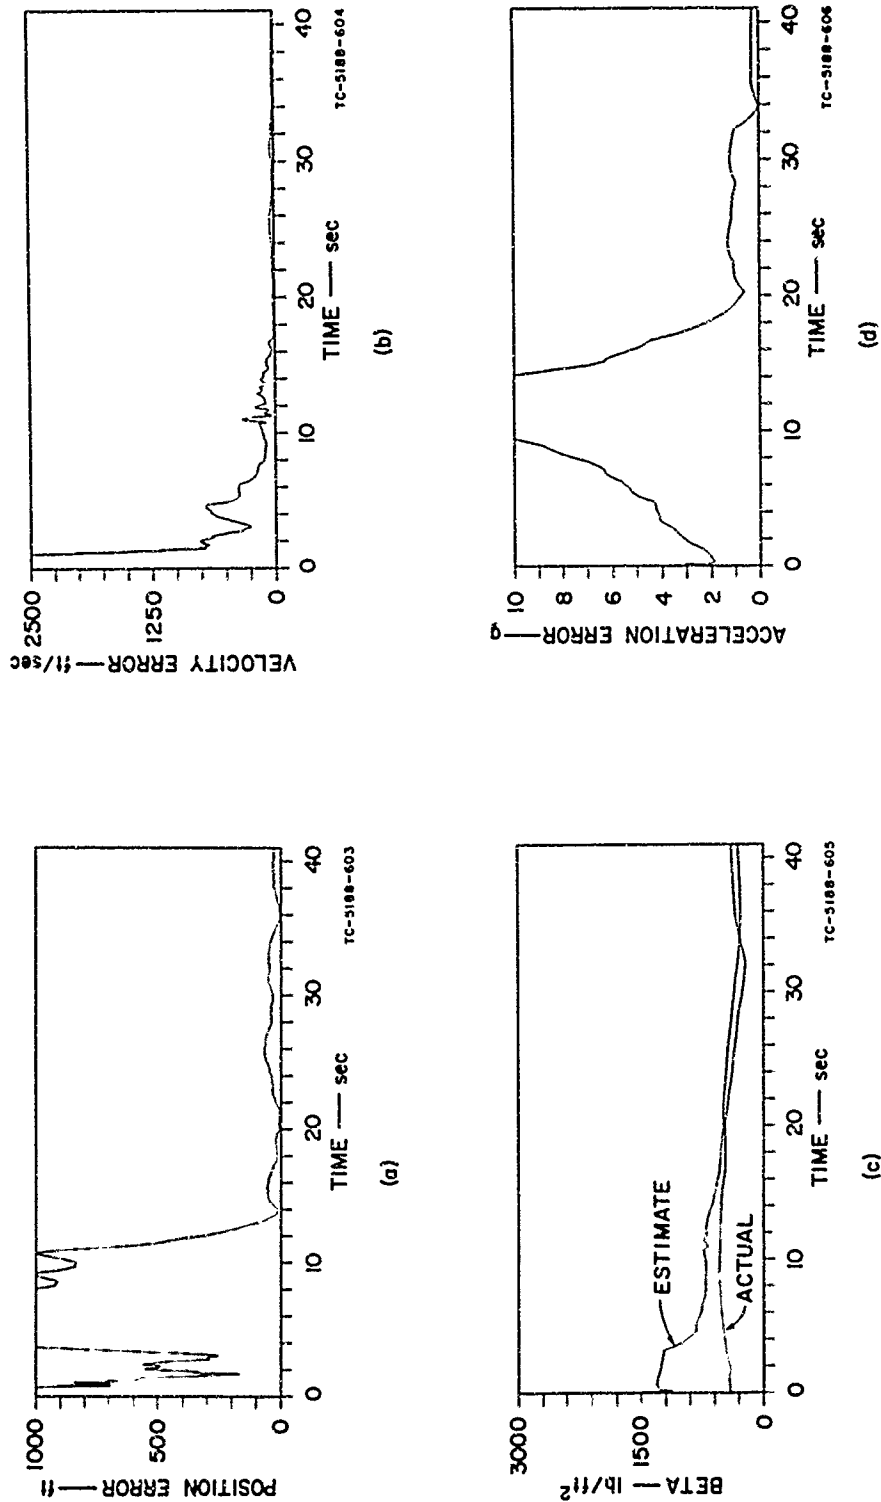 POSITION ERROR — ft
1000
500
0
0
10
20
30
40
TIME — sec
TC-5188-603
(a)
VELOCITY ERROR — ft/sec
2500
1250
0
0
10
20
30
40
TIME — sec
TC-5188-604
(b)
BETA — lb/ft²
3000
1500
0
ESTIMATE
ACTUAL
0
10
20
30
40
TIME — sec
TC-5188-605
(c)
ACCELERATION ERROR — g
10
8
6
4
2
0
0
10
20
30
40
TIME — sec
TC-5188-606
(d)